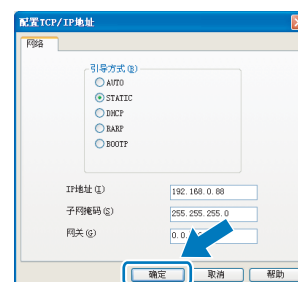 配置TCP/IP地址
网络
引导方式(B)
AUTO
STATIC
DHCP
RARP
BOOTP
IP地址(I) 192.168.0.88
子网掩码(S) 255.255.255.0
网关(G) 0.0.
确定 取消 帮助